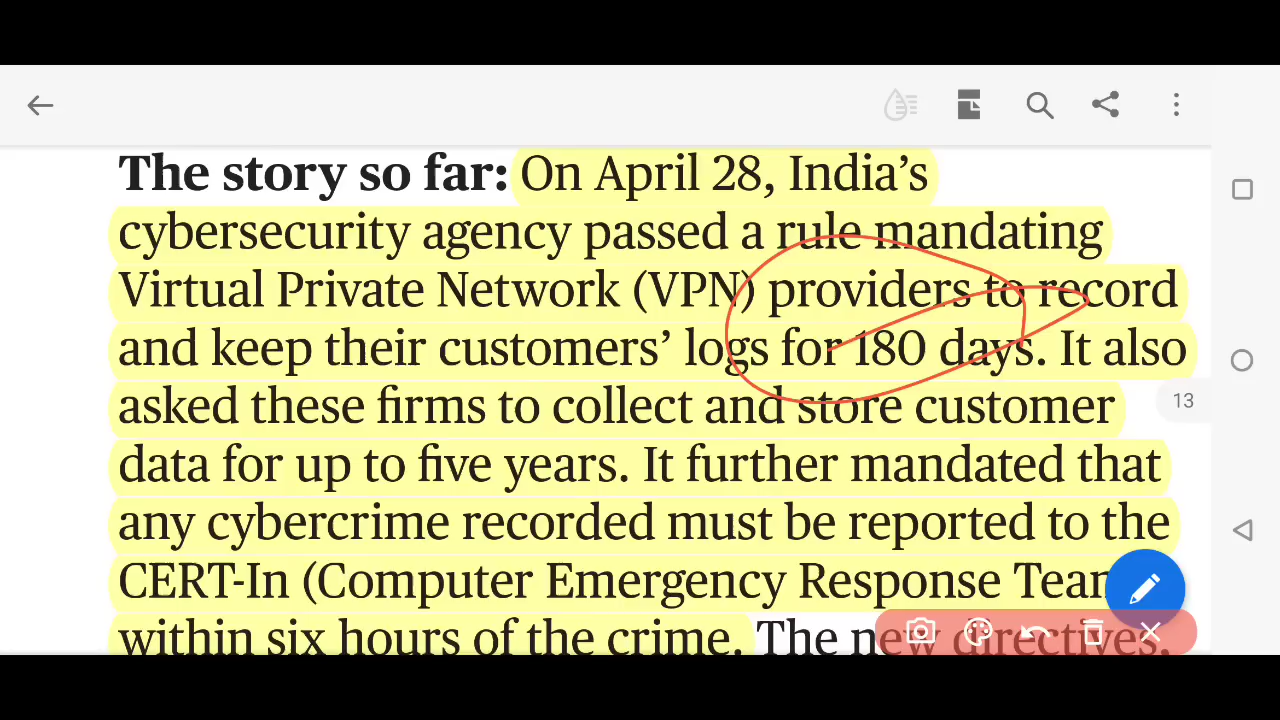 The story so far: On April 28, India’s
cybersecurity agency passed a rule mandating
Virtual Private Network (VPN) providers to record
and keep their customers’ logs for 180 days. It also
asked these firms to collect and store customer
13
data for up to five years. It further mandated that
any cybercrime recorded must be reported to the
CERT-In (Computer Emergency Response Team
within six hours of the crime. The new directives,